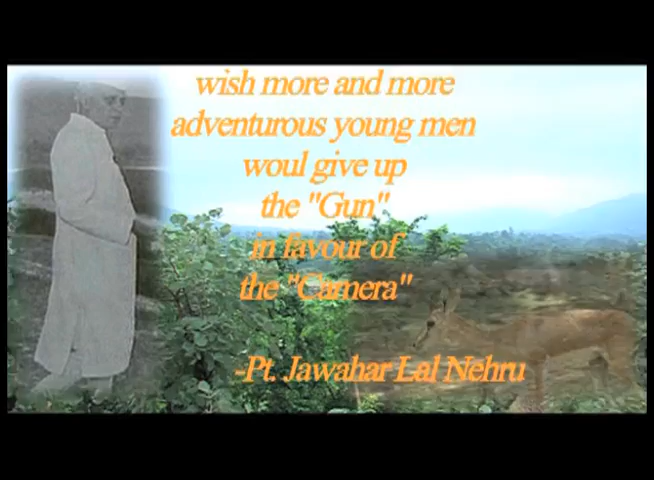 wish more and more
adventurous young men
woul give up
the "Gun"
in favour of
the "Camera"
-Pt. Jawahar Lal Nehru